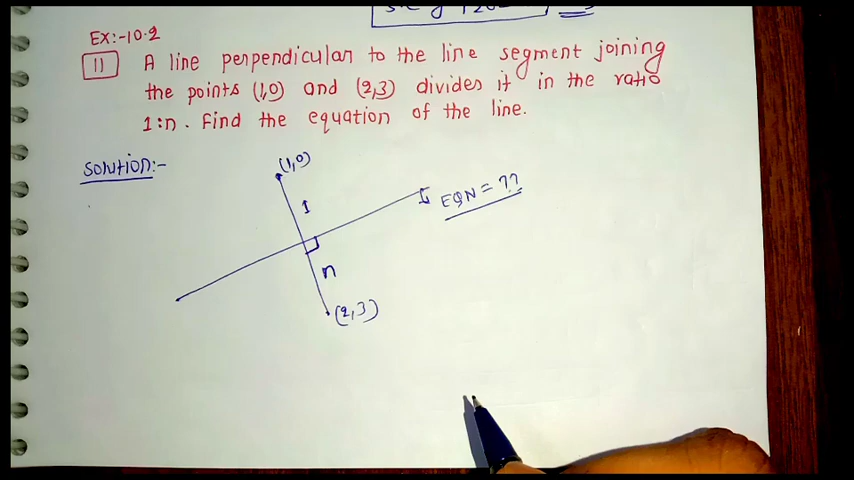 Ex:-10.2
11 A line perpendicular to the line segment joining
the points (1,0) and (2,3) divides it in the ratio
1:n. Find the equation of the line.
Solution:-
(1,0)
1
EQN = ??
n
(2,3)